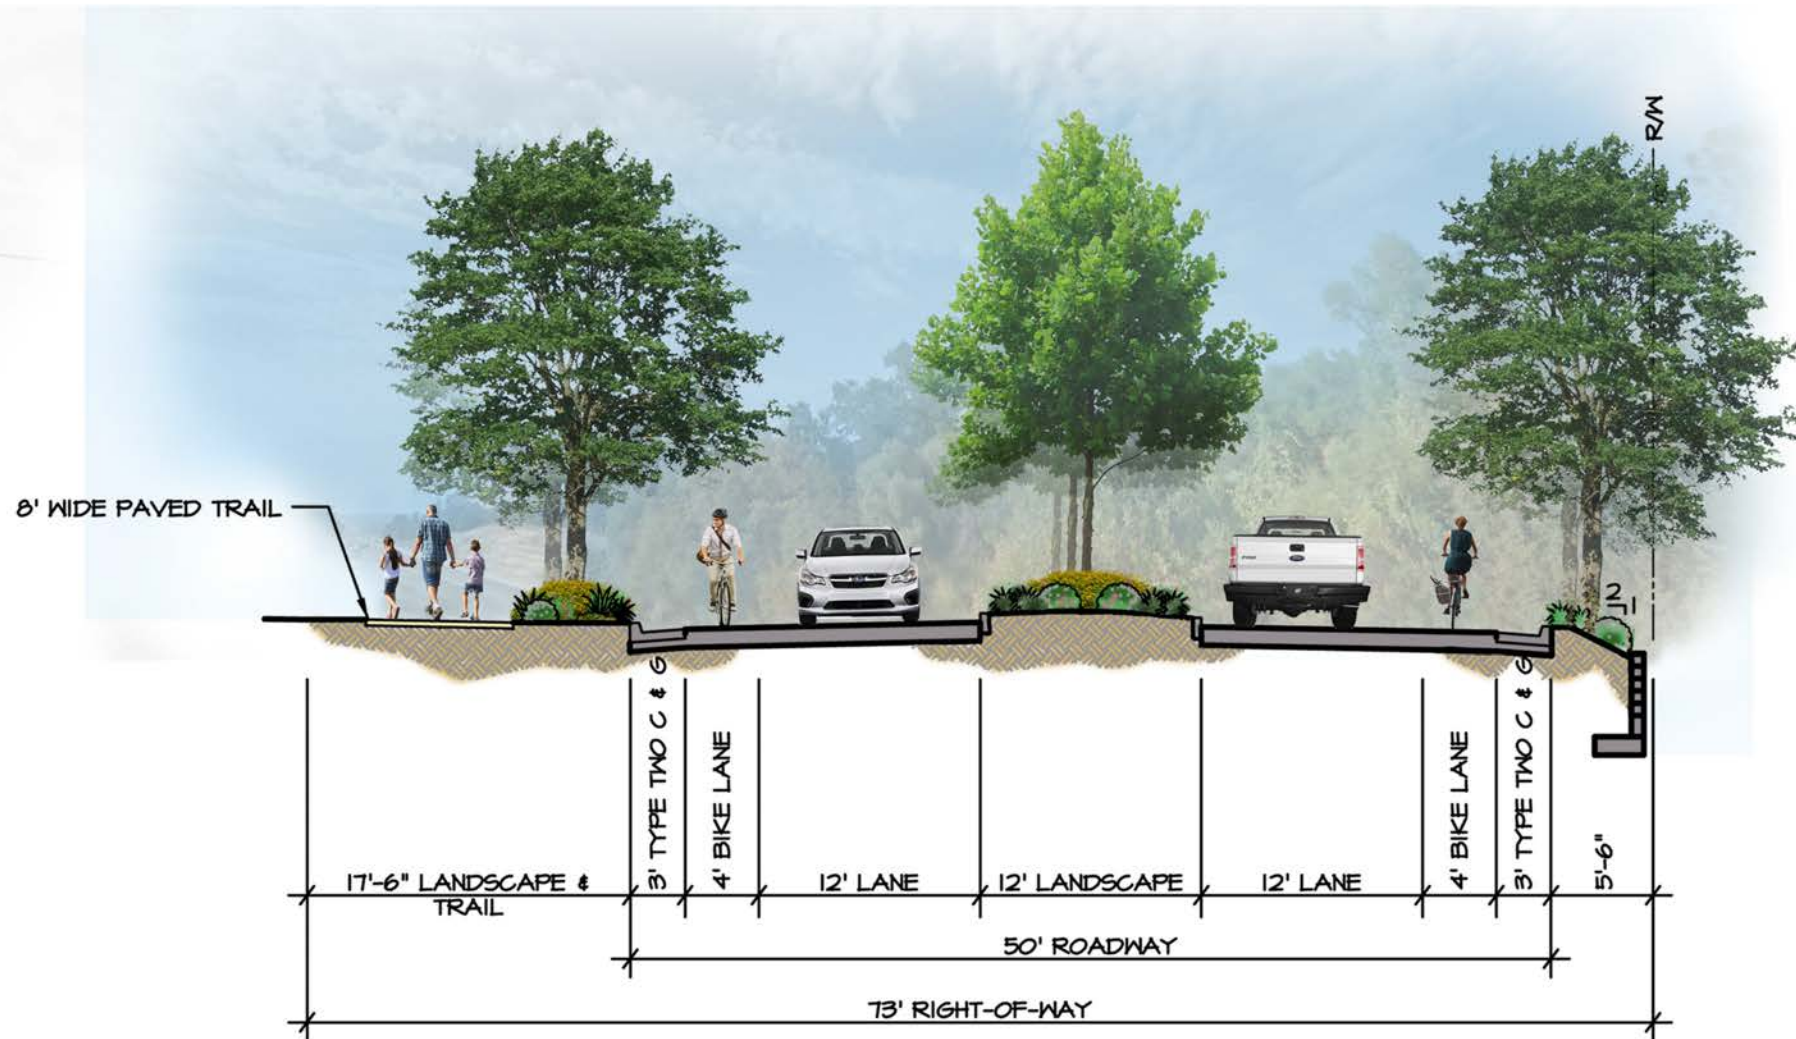 R/W
8' WIDE PAVED TRAIL
2
1
3' TYPE TWO C & G
4' BIKE LANE
4' BIKE LANE
3' TYPE TWO C & G
5'-6"
17'-6" LANDSCAPE &
TRAIL
12' LANE
12' LANDSCAPE
12' LANE
50' ROADWAY
73' RIGHT-OF-WAY